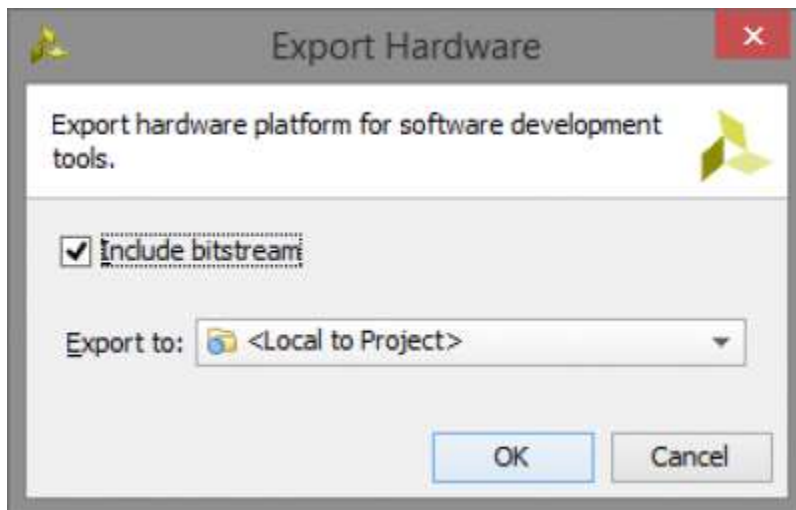 Export Hardware
Export hardware platform for software development
tools.
Include bitstream
Export to: <Local to Project>
OK Cancel